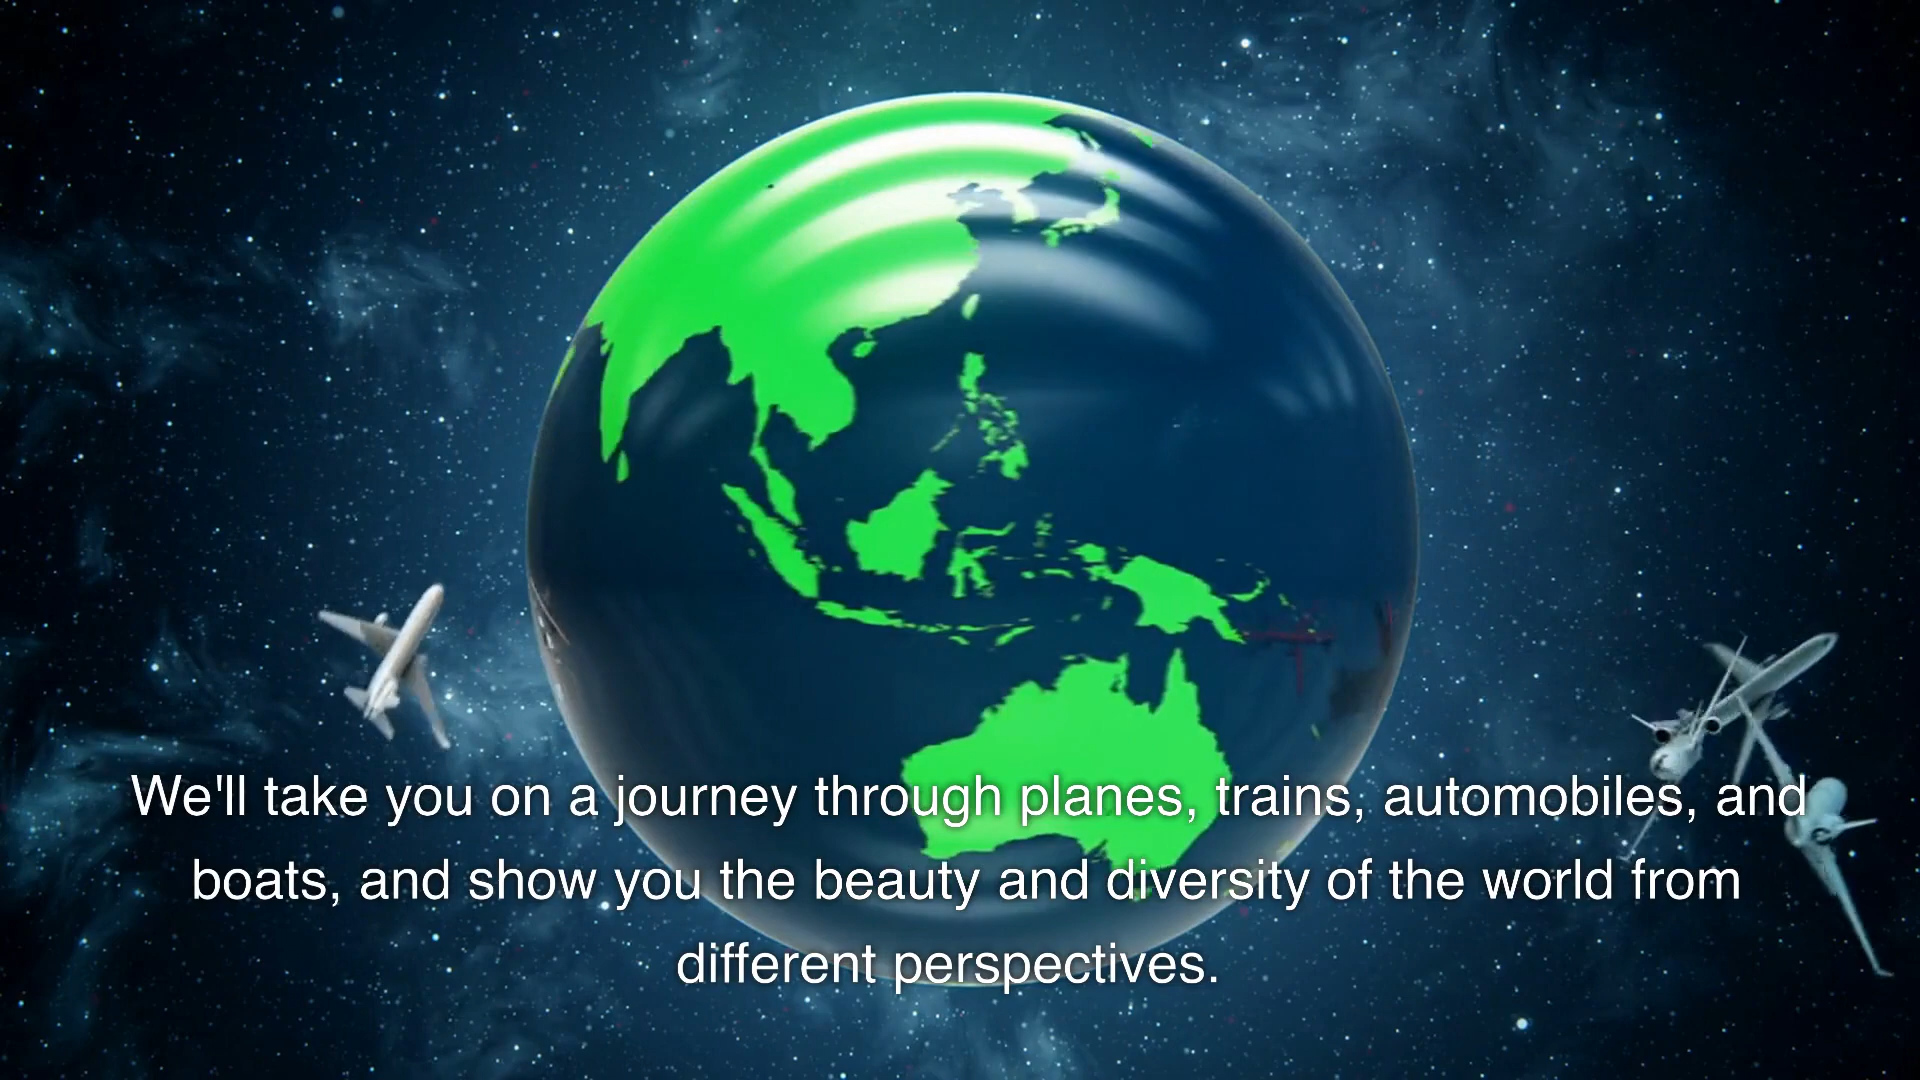 We'll take you on a journey through planes, trains, automobiles, and
boats, and show you the beauty and diversity of the world from
different perspectives.